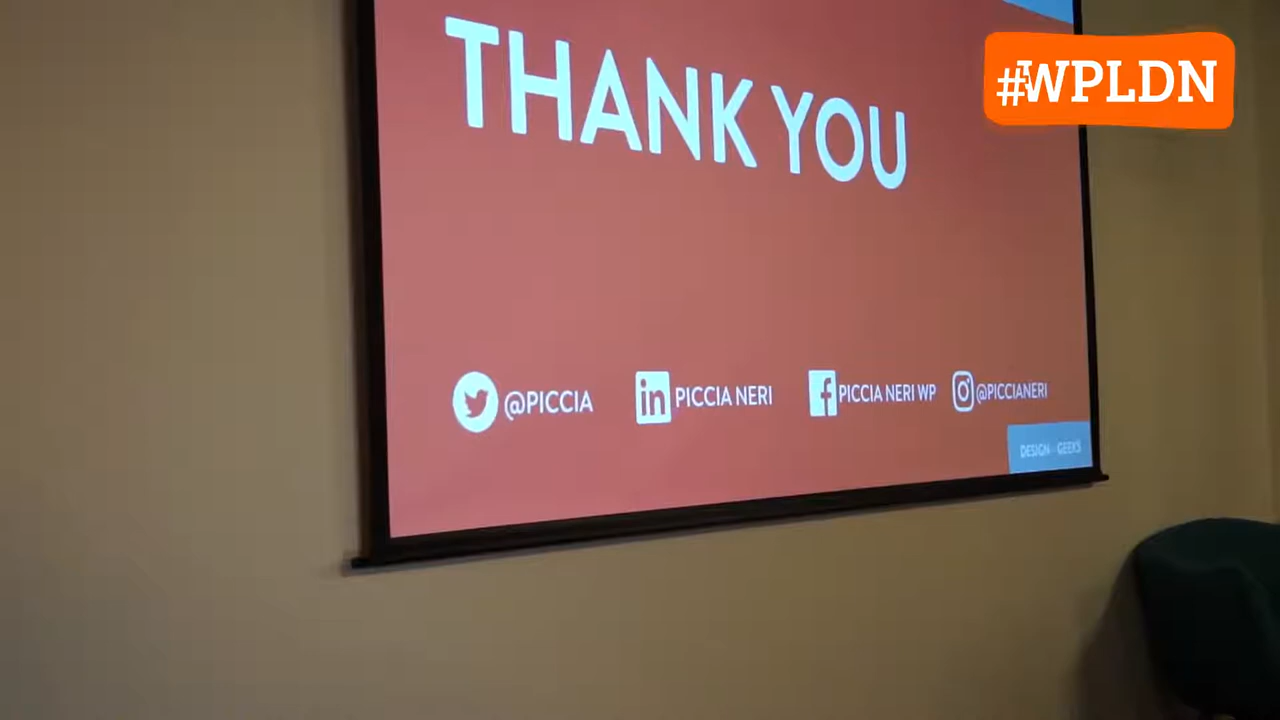 #WPLDN
THANK YOU
@PICCIA
PICCIA NERI
PICCIA NERI WP
@PICCIANERI
DESIGN GEEKS